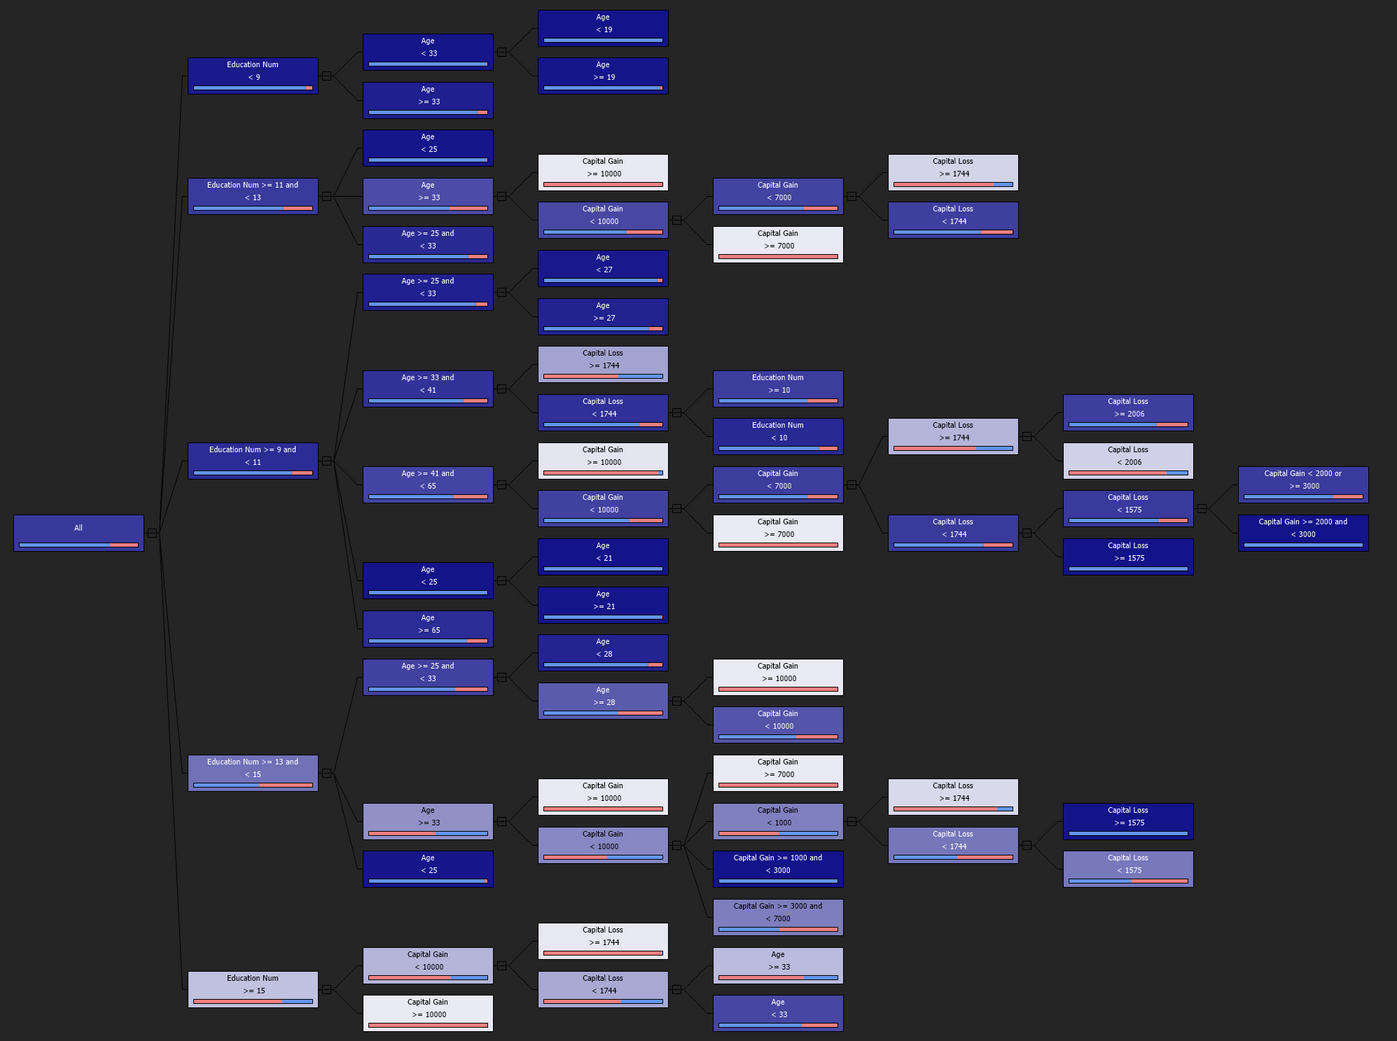 All
Education Num
< 9
Age
< 33
Age
< 19
Age
>= 19
Age
>= 33
Education Num >= 11 and
< 13
Age
< 25
Age
>= 33
Capital Gain
>= 10000
Capital Gain
< 10000
Capital Gain
< 7000
Capital Loss
>= 1744
Capital Loss
< 1744
Capital Gain
>= 7000
Age >= 25 and
< 33
Education Num >= 9 and
< 11
Age >= 25 and
< 33
Age
< 27
Age
>= 27
Age >= 33 and
< 41
Capital Loss
>= 1744
Capital Loss
< 1744
Education Num
>= 10
Education Num
< 10
Age >= 41 and
< 65
Capital Gain
>= 10000
Capital Gain
< 10000
Capital Gain
< 7000
Capital Loss
>= 1744
Capital Loss
>= 2006
Capital Loss
< 2006
Capital Loss
< 1744
Capital Loss
< 1575
Capital Gain < 2000 or
>= 3000
Capital Gain >= 2000 and
< 3000
Capital Loss
>= 1575
Capital Gain
>= 7000
Age
< 25
Age
< 21
Age
>= 21
Age
>= 65
Education Num >= 13 and
< 15
Age >= 25 and
< 33
Age
< 28
Age
>= 28
Capital Gain
>= 10000
Capital Gain
< 10000
Age
>= 33
Capital Gain
>= 10000
Capital Gain
< 10000
Capital Gain
>= 7000
Capital Gain
< 1000
Capital Loss
>= 1744
Capital Loss
< 1744
Capital Loss
>= 1575
Capital Loss
< 1575
Capital Gain >= 1000 and
< 3000
Capital Gain >= 3000 and
< 7000
Age
< 25
Education Num
>= 15
Capital Gain
< 10000
Capital Loss
>= 1744
Capital Loss
< 1744
Age
>= 33
Age
< 33
Capital Gain
>= 10000